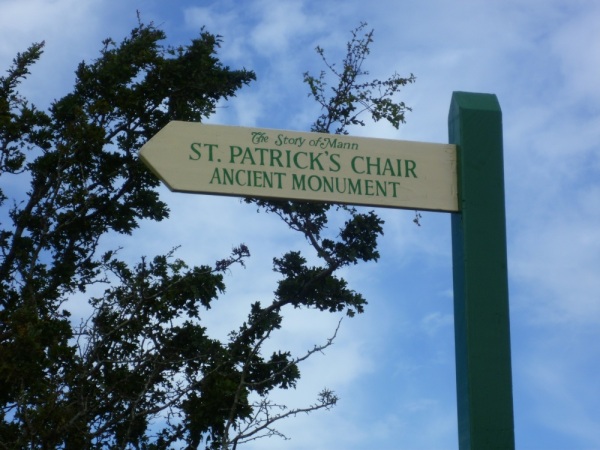 The Story of Mann
ST. PATRICK'S CHAIR
ANCIENT MONUMENT